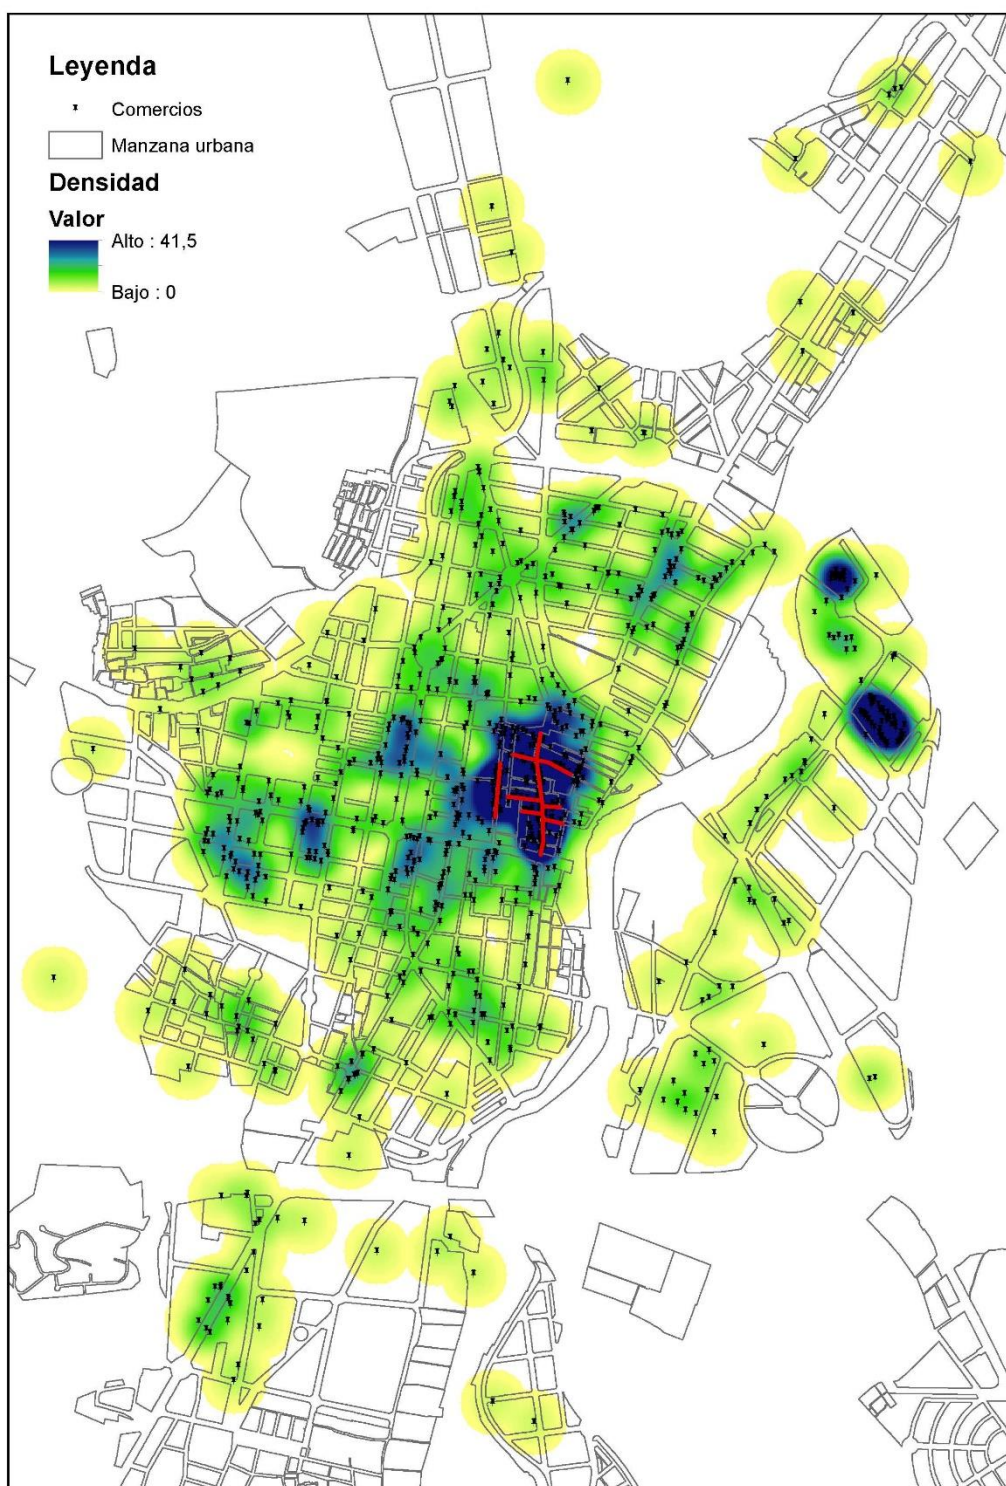 Leyenda
Comercios
Manzana urbana
Densidad
Valor
Alto : 41,5
Bajo : 0